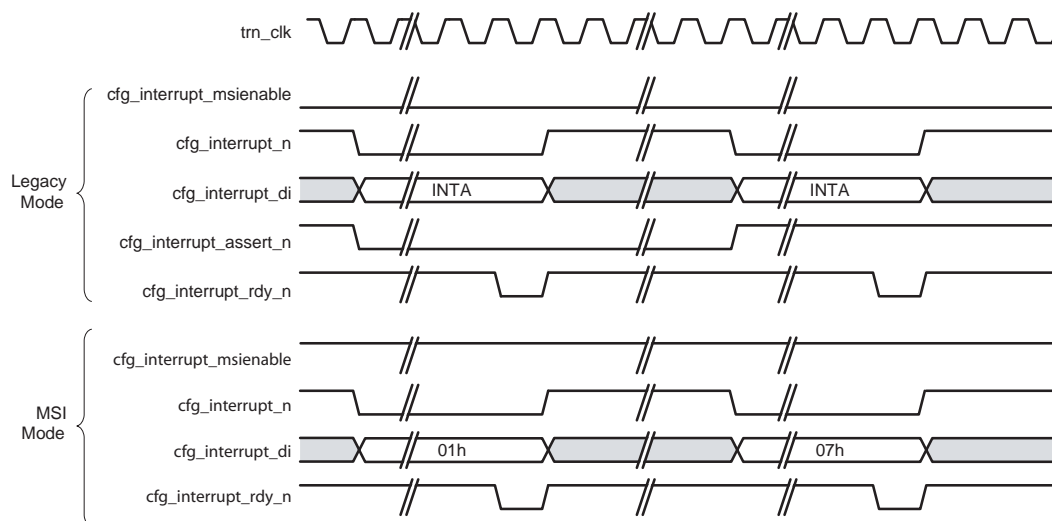 trn_clk
cfg_interrupt_msienable
cfg_interrupt_n
Legacy
Mode
cfg_interrupt_di
INTA
INTA
cfg_interrupt_assert_n
cfg_interrupt_rdy_n
cfg_interrupt_msienable
cfg_interrupt_n
MSI
Mode
cfg_interrupt_di
01h
07h
cfg_interrupt_rdy_n